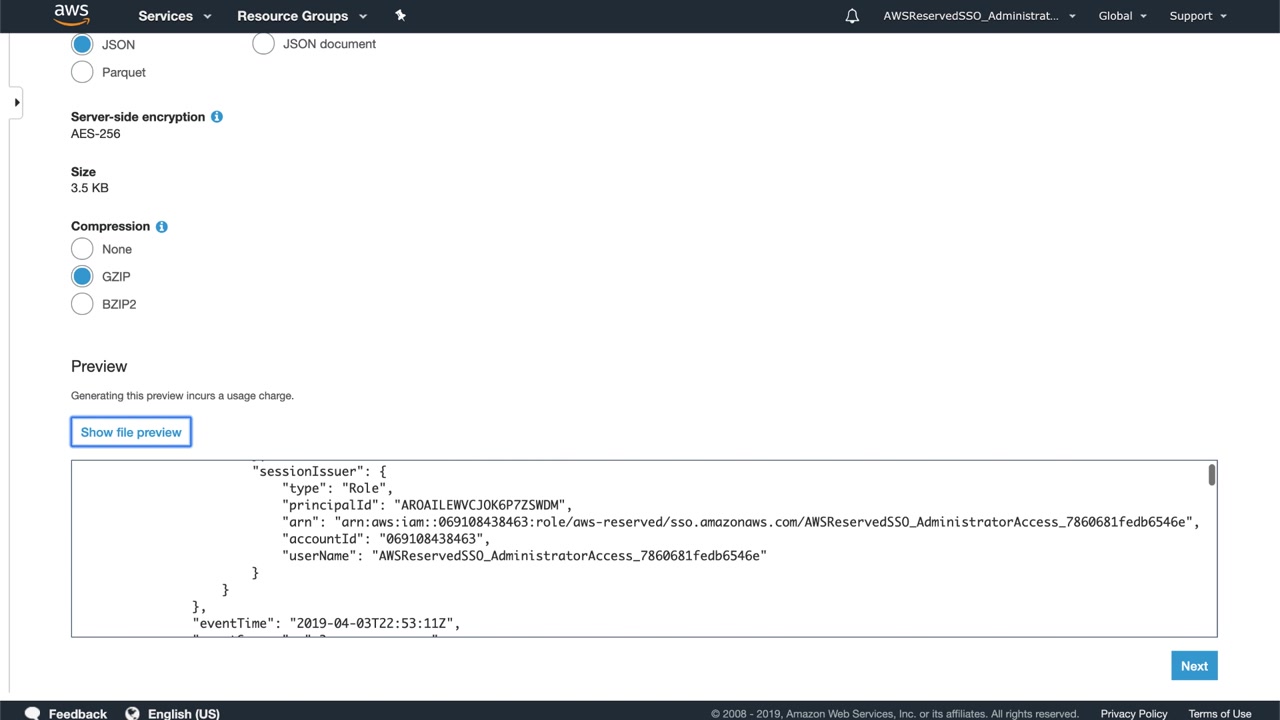 aws Services Resource Groups AWSReservedSSO_Administrat... Global Support
JSON JSON document
Parquet
Server-side encryption
AES-256
Size
3.5 KB
Compression
None
GZIP
BZIP2
Preview
Generating this preview incurs a usage charge.
Show file preview
"sessionIssuer": {
"type": "Role",
"principalId": "AROAILEWVCJOK6P7ZSWDM",
"arn": "arn:aws:iam::069108438463:role/aws-reserved/sso.amazonaws.com/AWSReservedSSO_AdministratorAccess_7860681fedb6546e",
"accountId": "069108438463",
"userName": "AWSReservedSSO_AdministratorAccess_7860681fedb6546e"
}
}
},
"eventTime": "2019-04-03T22:53:11Z",
Next
Feedback English (US) © 2008 - 2019, Amazon Web Services, Inc. or its affiliates. All rights reserved. Privacy Policy Terms of Use